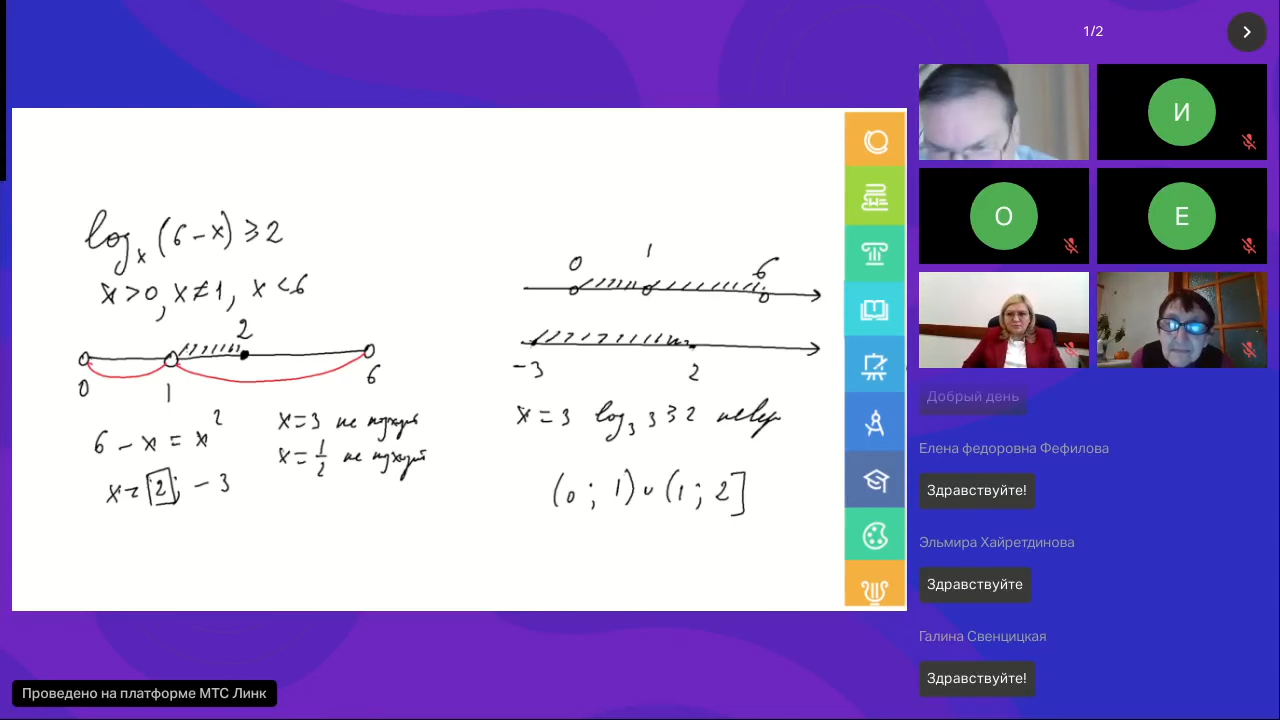 1/2
log_x (6 - x) ⩾ 2
x > 0, x ≠ 1, x < 6
2
0 1 6
6 - x = x²
x = 2; -3
x = 3 не подходит
x = 1/2 не подходит
0 1 6
-3 2
x = 3 log₃ 3 ⩾ 2 неверн
(0; 1) ∪ (1; 2]
И
О
Е
Добрый день
Елена федоровна Фефилова
Здравствуйте!
Эльмира Хайретдинова
Здравствуйте
Галина Свенцицкая
Здравствуйте!
Проведено на платформе МТС Линк